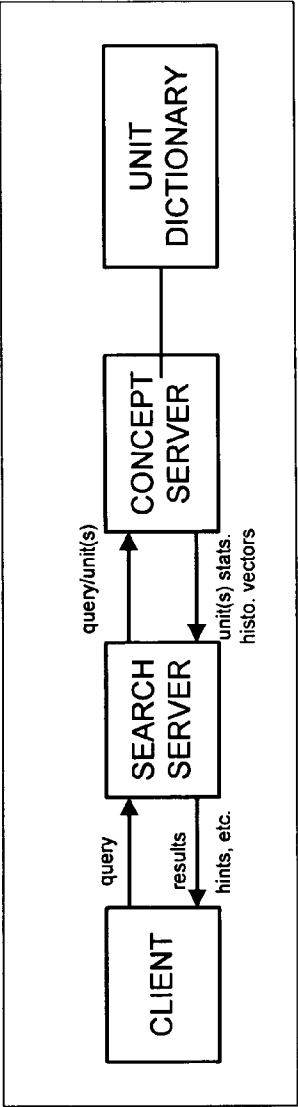 CLIENT
query
results
hints, etc.
SEARCH
SERVER
query/unit(s)
unit(s) stats.
histo. vectors
CONCEPT
SERVER
UNIT
DICTIONARY